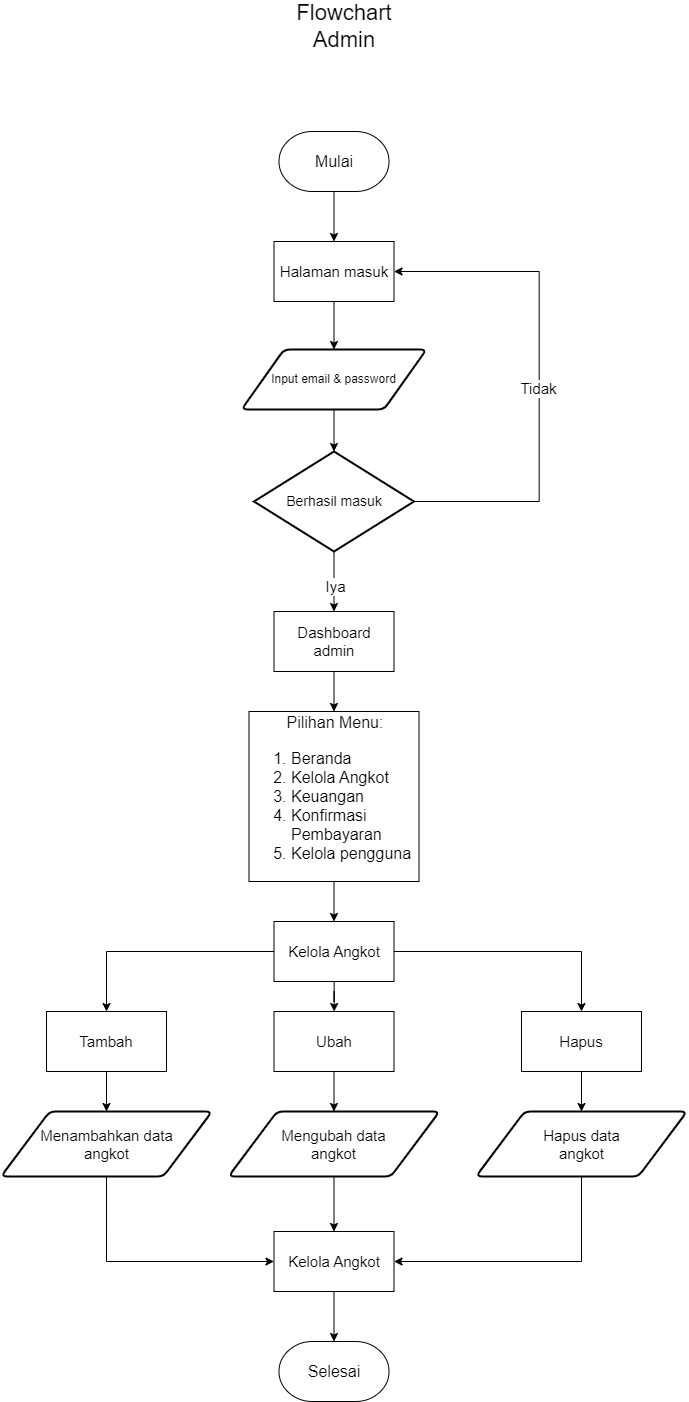 Flowchart
Admin
Mulai
Halaman masuk
Input email & password
Tidak
Berhasil masuk
Iya
Dashboard
admin
Pilihan Menu:
1. Beranda
2. Kelola Angkot
3. Keuangan
4. Konfirmasi
Pembayaran
5. Kelola pengguna
Kelola Angkot
Tambah
Ubah
Hapus
Menambahkan data
angkot
Mengubah data
angkot
Hapus data
angkot
Kelola Angkot
Selesai